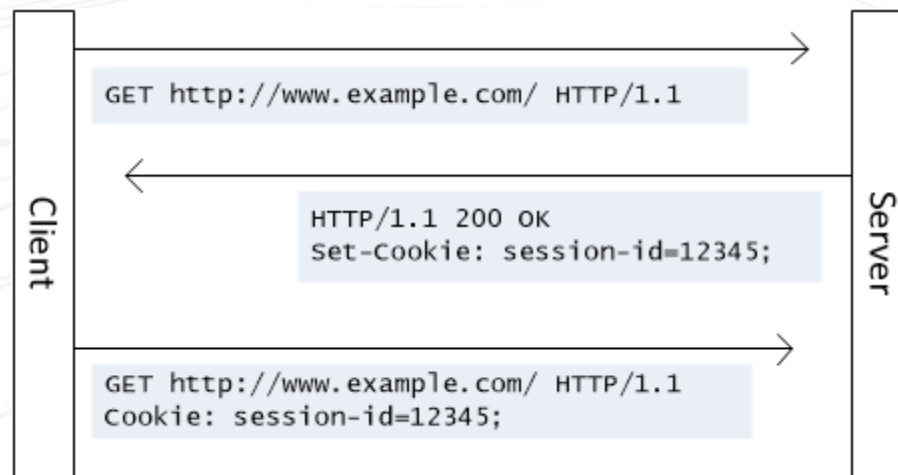 GET http://www.example.com/ HTTP/1.1
HTTP/1.1 200 OK
Set-Cookie: session-id=12345;
Client
Server
GET http://www.example.com/ HTTP/1.1
Cookie: session-id=12345;